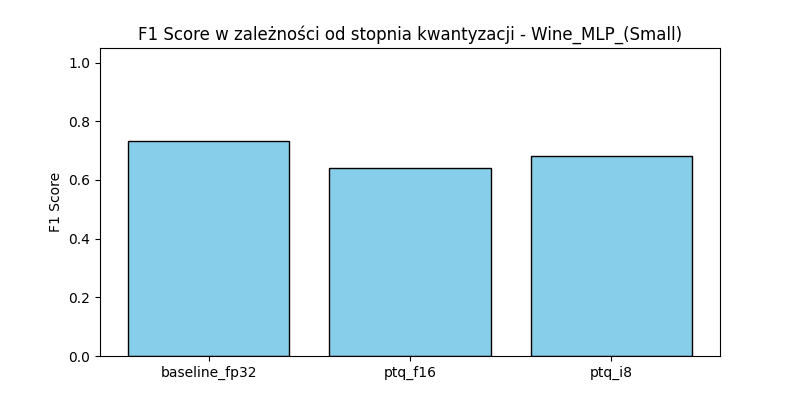 F1 Score w zależności od stopnia kwantyzacji - Wine_MLP_(Small)
F1 Score
1.0
0.8
0.6
0.4
0.2
0.0
baseline_fp32
ptq_f16
ptq_i8